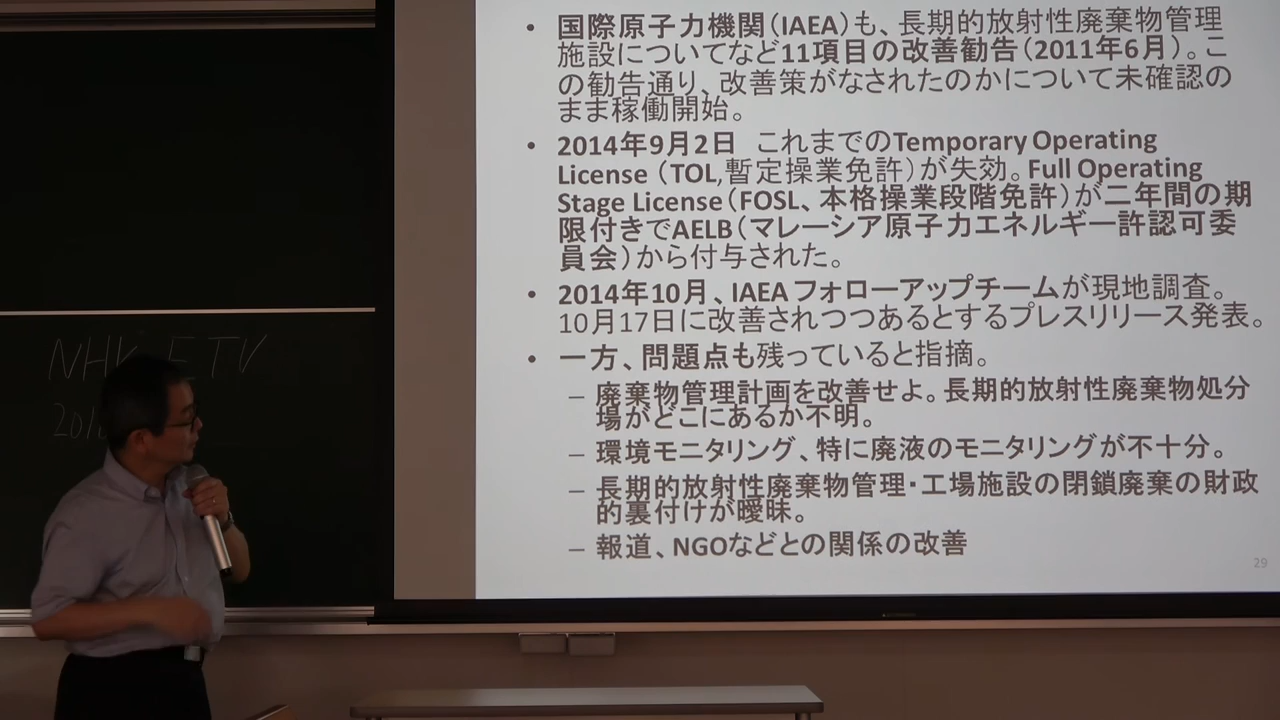 • 国際原子力機関（IAEA）も、長期的放射性廃棄物管理
施設についてなど11項目の改善勧告（2011年6月）。こ
の勧告通り、改善策がなされたのかについて未確認の
まま稼働開始。
• 2014年9月2日　これまでのTemporary Operating
License （TOL,暫定操業免許）が失効。Full Operating
Stage License（FOSL、本格操業段階免許）が二年間の期
限付きでAELB（マレーシア原子力エネルギー許認可委
員会）から付与された。
• 2014年10月、IAEAフォローアップチームが現地調査。
10月17日に改善されつつあるとするプレスリリース発表。
• 一方、問題点も残っていると指摘。
– 廃棄物管理計画を改善せよ。長期的放射性廃棄物処分
場がどこにあるか不明。
– 環境モニタリング、特に廃液のモニタリングが不十分。
– 長期的放射性廃棄物管理・工場施設の閉鎖廃棄の財政
的裏付けが曖昧。
– 報道、NGOなどとの関係の改善
29
NHK ETV
201